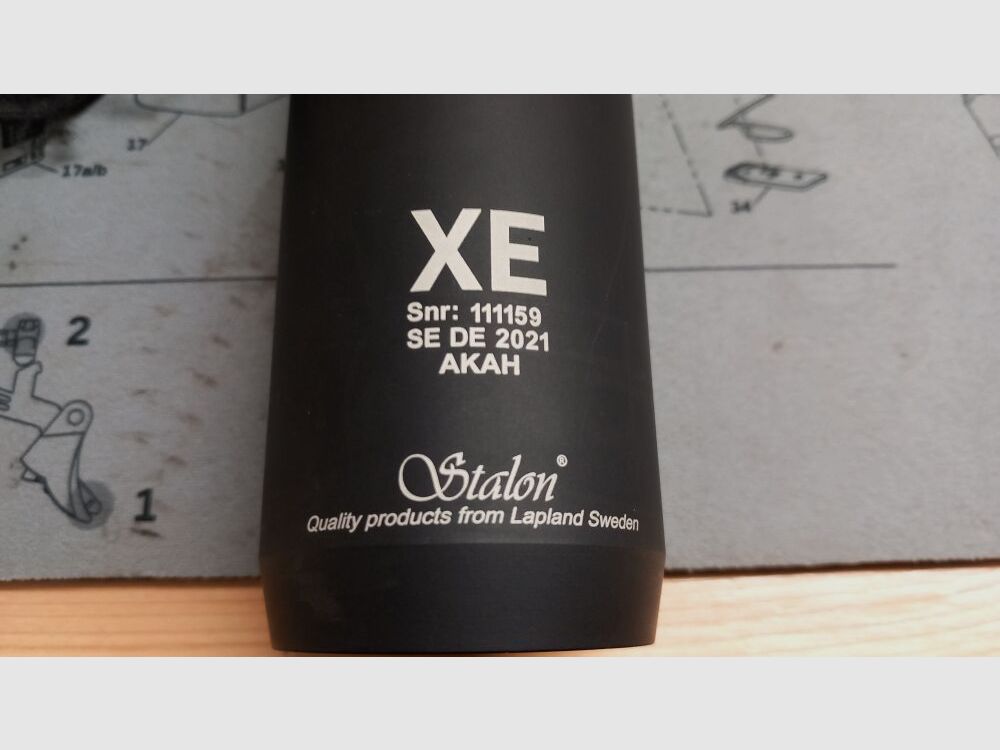 17
17a/b
34
XE
Snr: 111159
SE DE 2021
AKAH
2
Stalon®
Quality products from Lapland Sweden
1